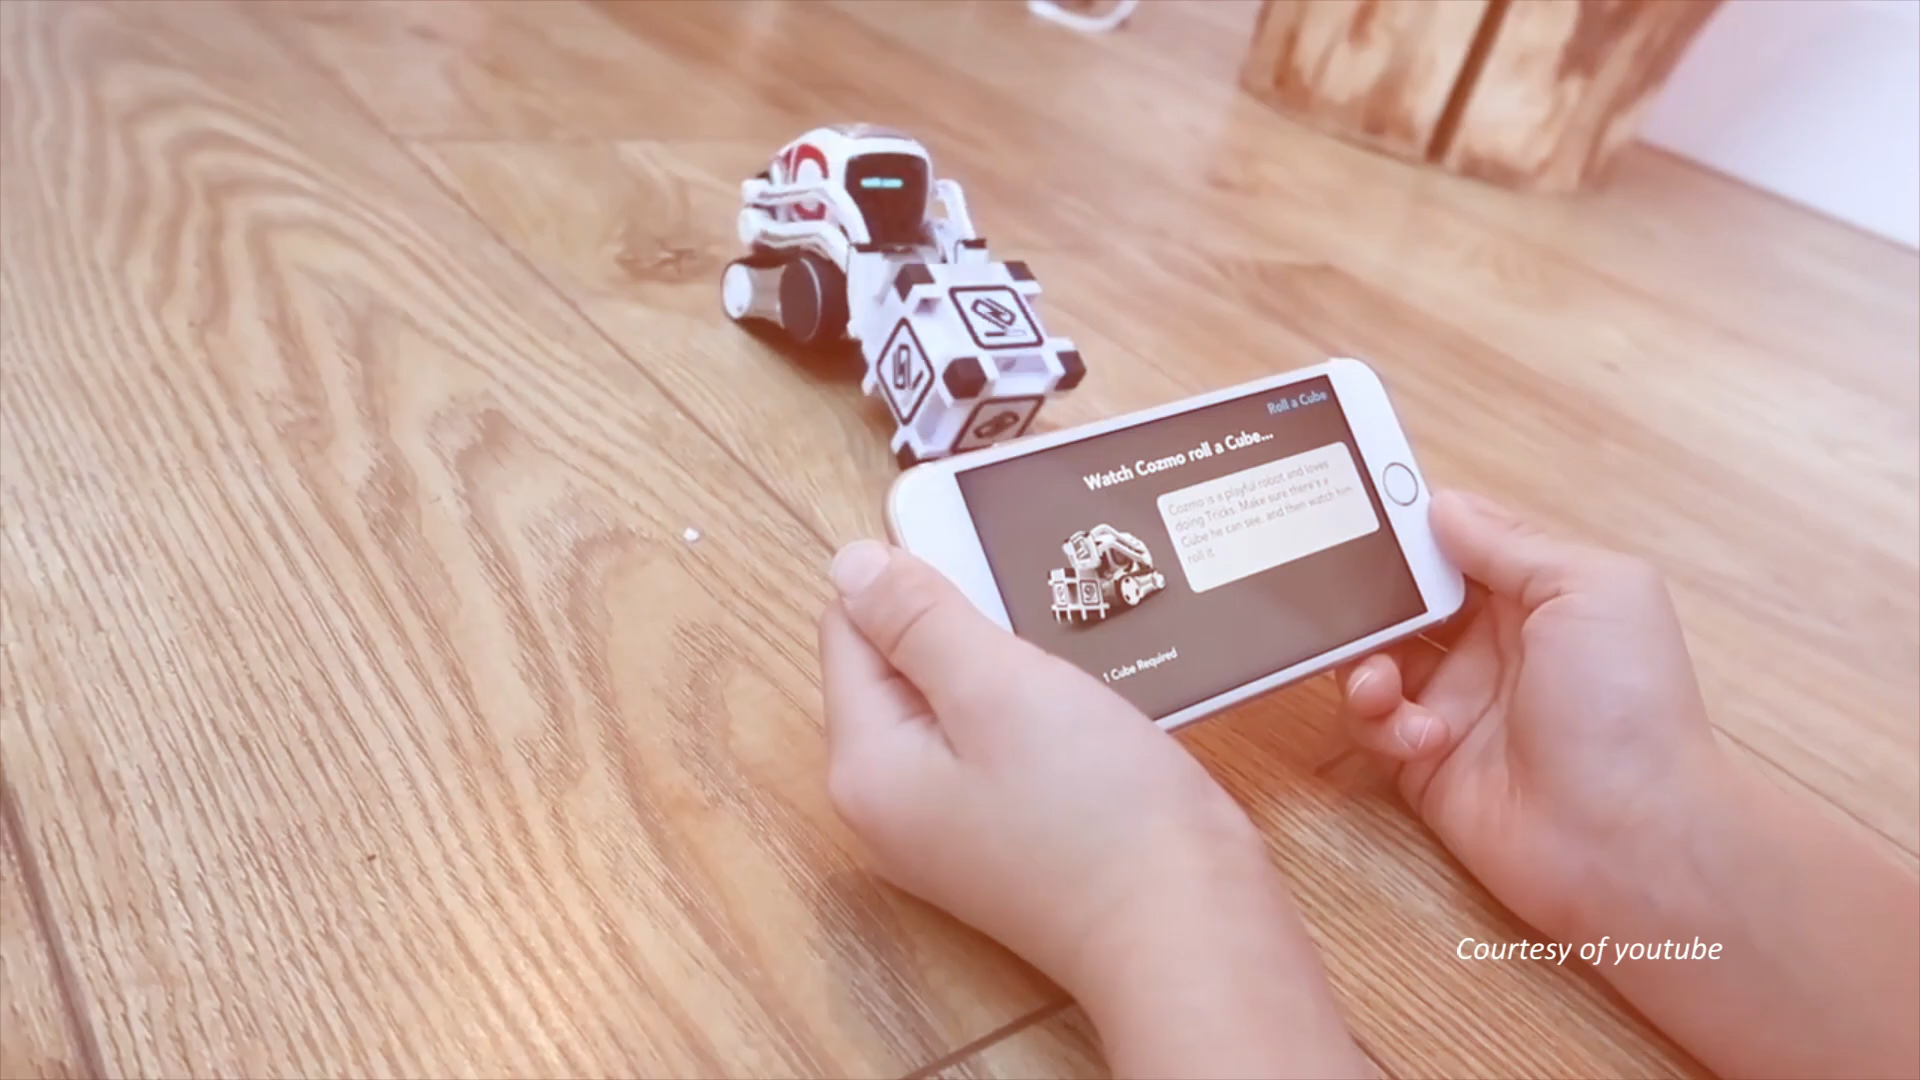 Roll a Cube
Watch Cozmo roll a Cube...
Cozmo is a playful robot and loves
doing Tricks. Make sure there's a
Cube he can see, and then watch him
roll it.
1 Cube Required
Courtesy of youtube